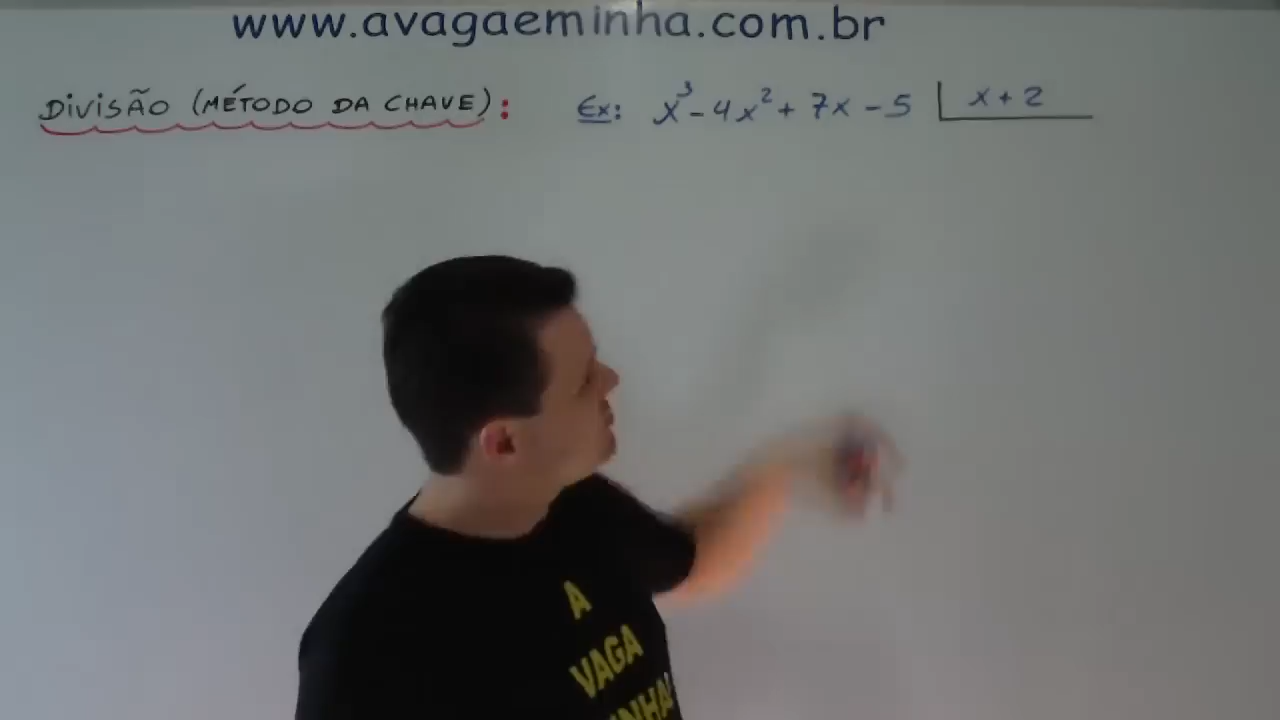 www.avagaeminha.com.br
DIVISÃO (MÉTODO DA CHAVE): Ex: x³ - 4x² + 7x - 5 x + 2
A
VAGA